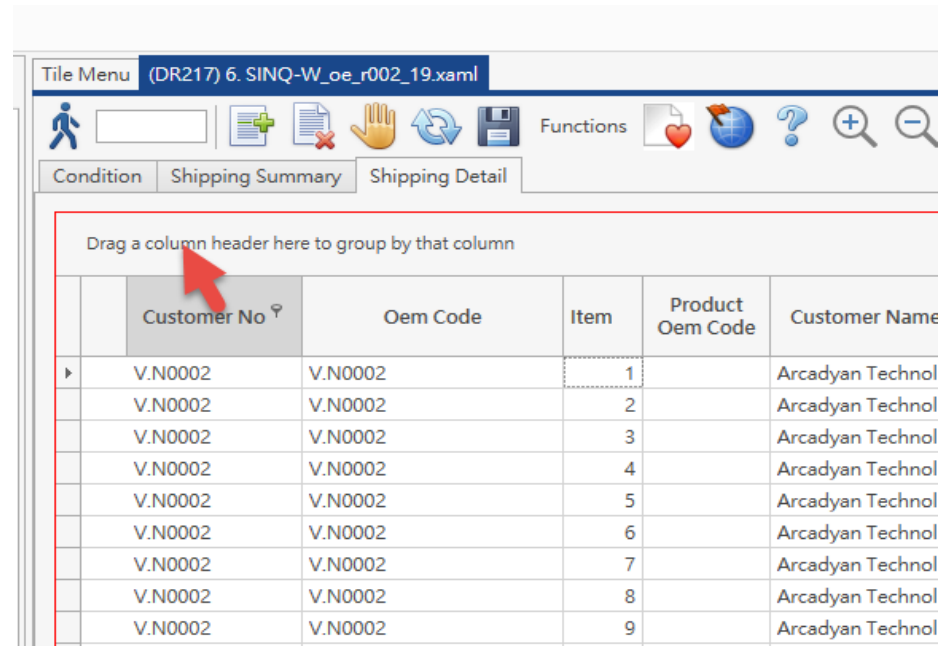 Tile Menu (DR217) 6. SINQ-W_oe_r002_19.xaml
Functions
Condition Shipping Summary Shipping Detail
Drag a column header here to group by that column
Customer No Oem Code Item Product Oem Code Customer Name
V.N0002 V.N0002 1 Arcadyan Technol
V.N0002 V.N0002 2 Arcadyan Technol
V.N0002 V.N0002 3 Arcadyan Technol
V.N0002 V.N0002 4 Arcadyan Technol
V.N0002 V.N0002 5 Arcadyan Technol
V.N0002 V.N0002 6 Arcadyan Technol
V.N0002 V.N0002 7 Arcadyan Technol
V.N0002 V.N0002 8 Arcadyan Technol
V.N0002 V.N0002 9 Arcadyan Technol